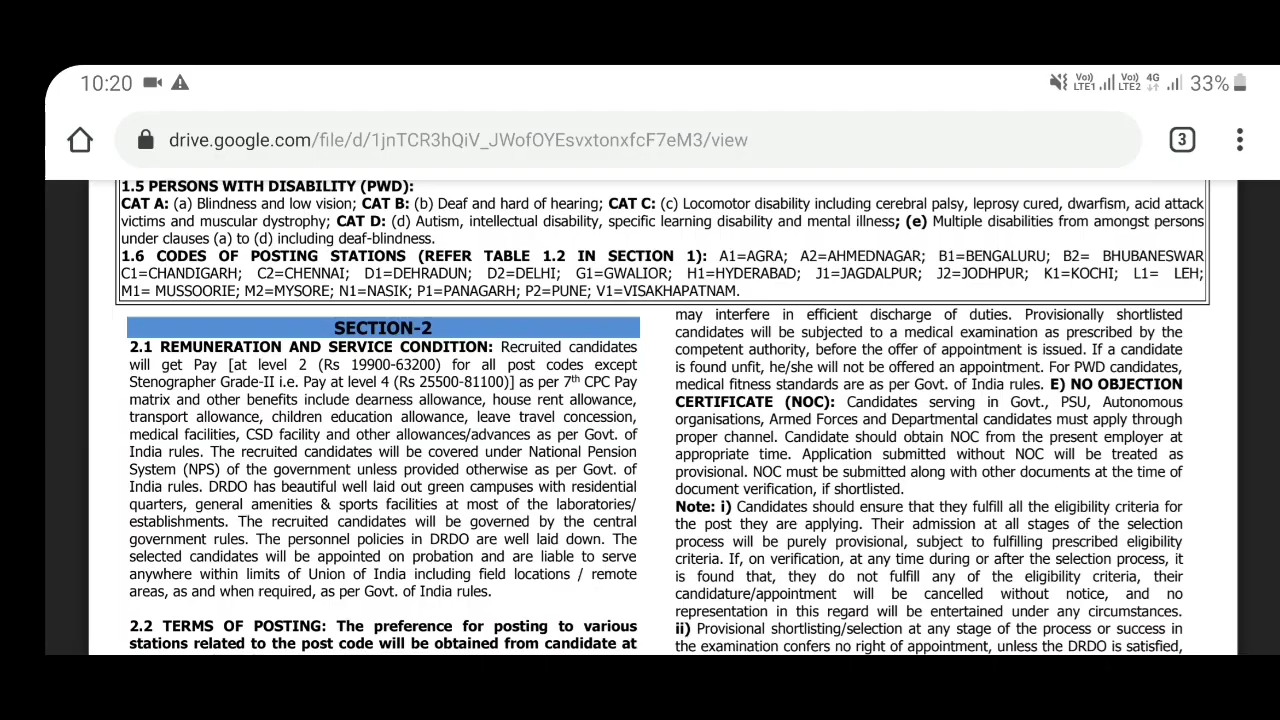 10:20
Vo)) LTE1 Vo)) LTE2 4G 33%
drive.google.com/file/d/1jnTCR3hQiV_JWofOYEsvxtonxfcF7eM3/view
3
1.5 PERSONS WITH DISABILITY (PWD):
CAT A: (a) Blindness and low vision; CAT B: (b) Deaf and hard of hearing; CAT C: (c) Locomotor disability including cerebral palsy, leprosy cured, dwarfism, acid attack
victims and muscular dystrophy; CAT D: (d) Autism, intellectual disability, specific learning disability and mental illness; (e) Multiple disabilities from amongst persons
under clauses (a) to (d) including deaf-blindness.
1.6 CODES OF POSTING STATIONS (REFER TABLE 1.2 IN SECTION 1): A1=AGRA; A2=AHMEDNAGAR; B1=BENGALURU; B2= BHUBANESWAR
C1=CHANDIGARH; C2=CHENNAI; D1=DEHRADUN; D2=DELHI; G1=GWALIOR; H1=HYDERABAD; J1=JAGDALPUR; J2=JODHPUR; K1=KOCHI; L1= LEH;
M1= MUSSOORIE; M2=MYSORE; N1=NASIK; P1=PANAGARH; P2=PUNE; V1=VISAKHAPATNAM.
SECTION-2
2.1 REMUNERATION AND SERVICE CONDITION: Recruited candidates
will get Pay [at level 2 (Rs 19900-63200) for all post codes except
Stenographer Grade-II i.e. Pay at level 4 (Rs 25500-81100)] as per 7th CPC Pay
matrix and other benefits include dearness allowance, house rent allowance,
transport allowance, children education allowance, leave travel concession,
medical facilities, CSD facility and other allowances/advances as per Govt. of
India rules. The recruited candidates will be covered under National Pension
System (NPS) of the government unless provided otherwise as per Govt. of
India rules. DRDO has beautiful well laid out green campuses with residential
quarters, general amenities & sports facilities at most of the laboratories/
establishments. The recruited candidates will be governed by the central
government rules. The personnel policies in DRDO are well laid down. The
selected candidates will be appointed on probation and are liable to serve
anywhere within limits of Union of India including field locations / remote
areas, as and when required, as per Govt. of India rules.
2.2 TERMS OF POSTING: The preference for posting to various
stations related to the post code will be obtained from candidate at
may interfere in efficient discharge of duties. Provisionally shortlisted
candidates will be subjected to a medical examination as prescribed by the
competent authority, before the offer of appointment is issued. If a candidate
is found unfit, he/she will not be offered an appointment. For PWD candidates,
medical fitness standards are as per Govt. of India rules. E) NO OBJECTION
CERTIFICATE (NOC): Candidates serving in Govt., PSU, Autonomous
organisations, Armed Forces and Departmental candidates must apply through
proper channel. Candidate should obtain NOC from the present employer at
appropriate time. Application submitted without NOC will be treated as
provisional. NOC must be submitted along with other documents at the time of
document verification, if shortlisted.
Note: i) Candidates should ensure that they fulfill all the eligibility criteria for
the post they are applying. Their admission at all stages of the selection
process will be purely provisional, subject to fulfilling prescribed eligibility
criteria. If, on verification, at any time during or after the selection process, it
is found that, they do not fulfill any of the eligibility criteria, their
candidature/appointment will be cancelled without notice, and no
representation in this regard will be entertained under any circumstances.
ii) Provisional shortlisting/selection at any stage of the process or success in
the examination confers no right of appointment, unless the DRDO is satisfied,